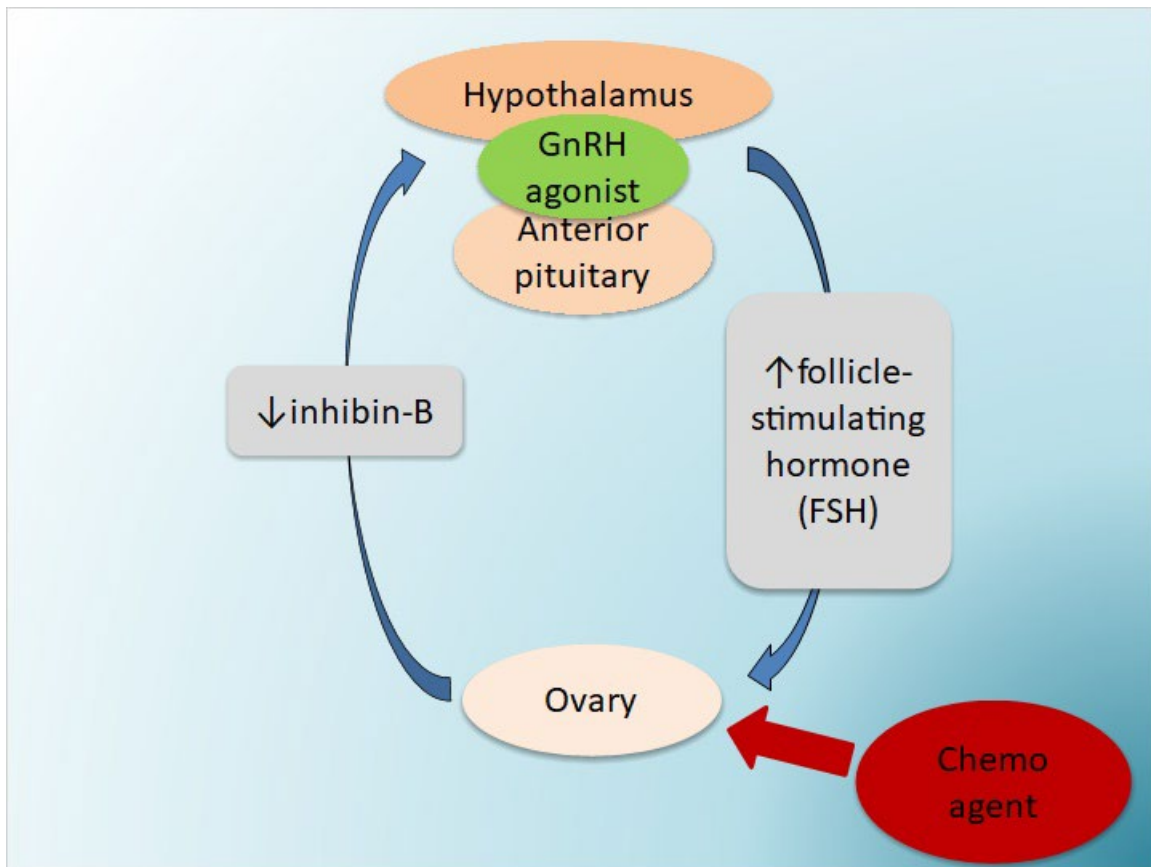 Hypothalamus
GnRH
agonist
Anterior
pituitary
↓inhibin-B
↑follicle-
stimulating
hormone
(FSH)
Ovary
Chemo
agent